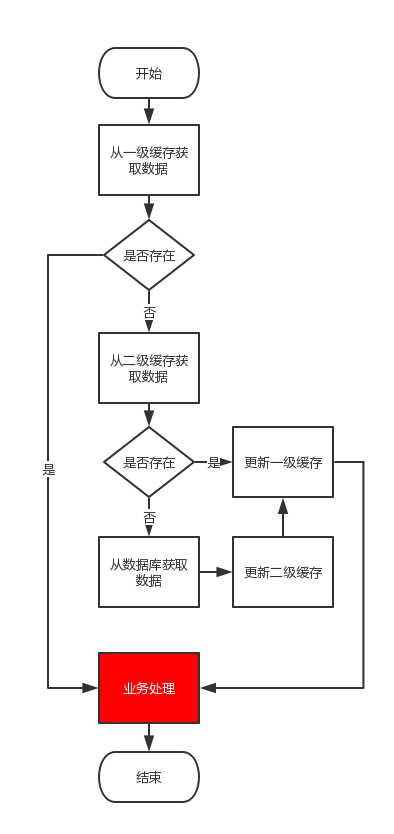 开始
从一级缓存获
取数据
是否存在
否
从二级缓存获
取数据
是否存在
是
更新一级缓存
是
否
从数据库获取
数据
更新二级缓存
业务处理
结束